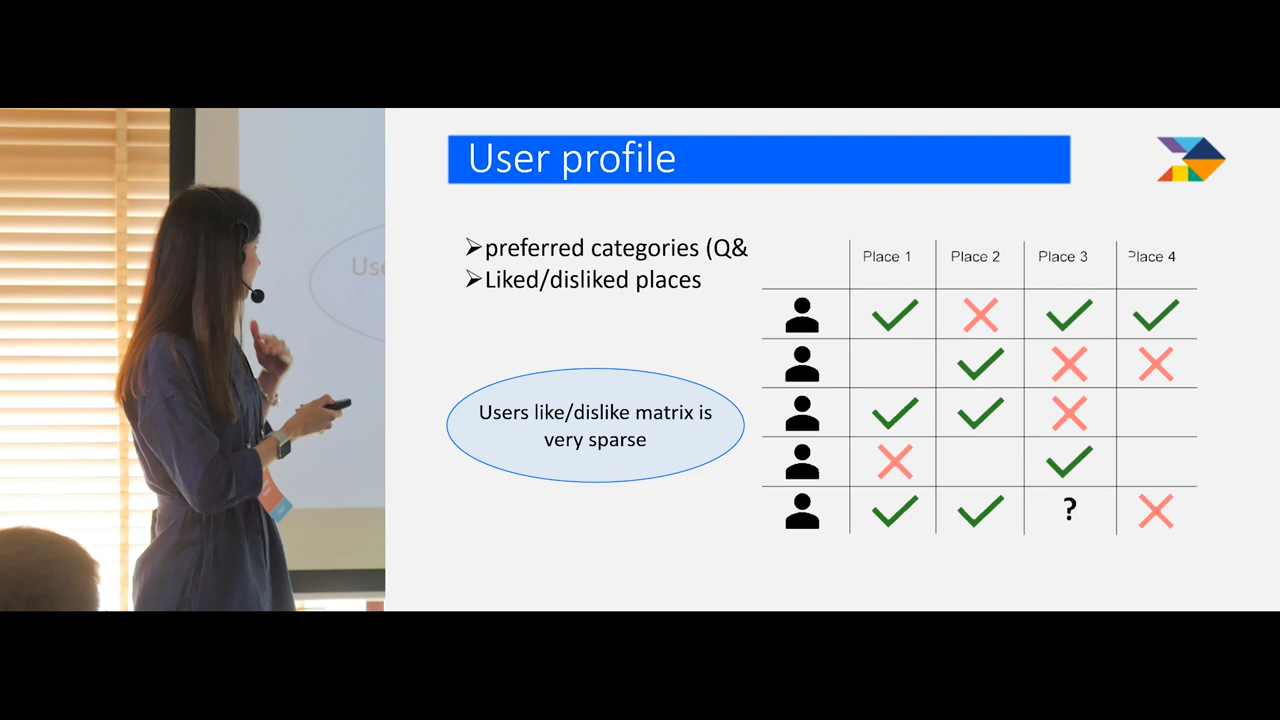 User profile
➢preferred categories (Q&
➢Liked/disliked places
Users like/dislike matrix is
very sparse
Place 1 Place 2 Place 3 Place 4
?
Use